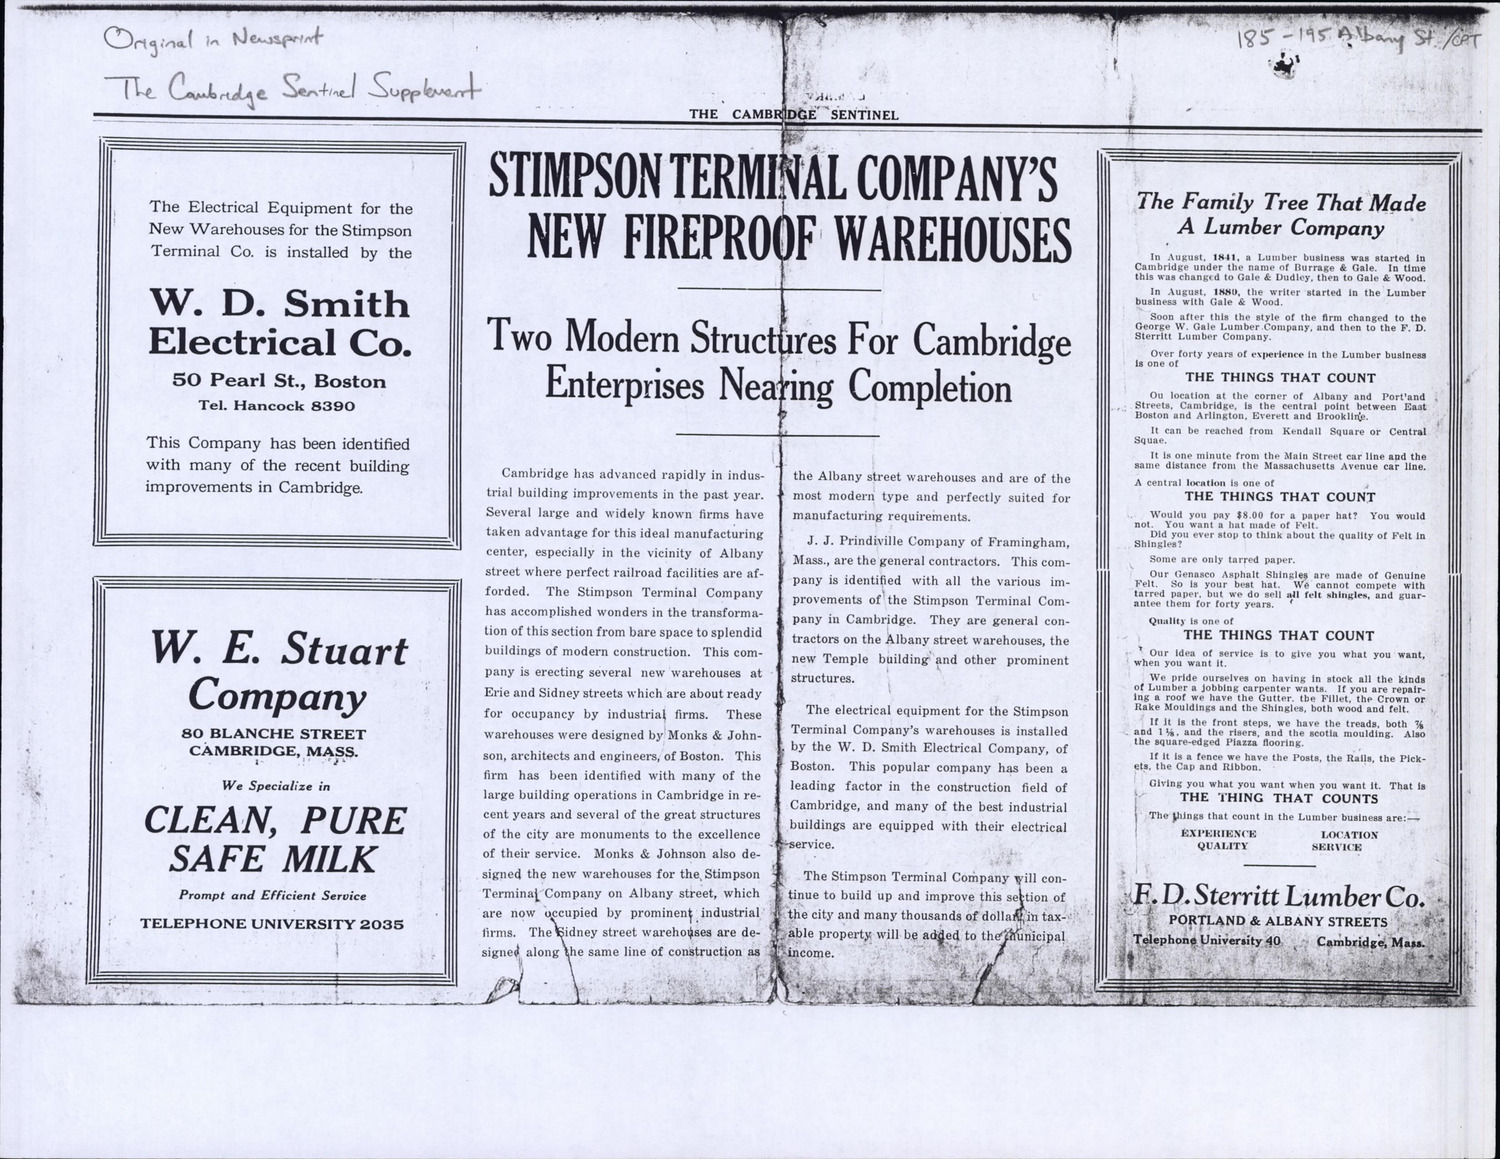 Original in Newsprint
The Cambridge Sentinel Supplement
185-195 Albany St. /CPT
THE CAMBRIDGE SENTINEL
The Electrical Equipment for the
New Warehouses for the Stimpson
Terminal Co. is installed by the
W. D. Smith
Electrical Co.
50 Pearl St., Boston
Tel. Hancock 8390
This Company has been identified
with many of the recent building
improvements in Cambridge.
W. E. Stuart
Company
80 BLANCHE STREET
CAMBRIDGE, MASS.
We Specialize in
CLEAN, PURE
SAFE MILK
Prompt and Efficient Service
TELEPHONE UNIVERSITY 2035
STIMPSON TERMINAL COMPANY'S
NEW FIREPROOF WAREHOUSES
Two Modern Structures For Cambridge
Enterprises Nearing Completion
Cambridge has advanced rapidly in indus-
trial building improvements in the past year.
Several large and widely known firms have
taken advantage for this ideal manufacturing
center, especially in the vicinity of Albany
street where perfect railroad facilities are af-
forded. The Stimpson Terminal Company
has accomplished wonders in the transforma-
tion of this section from bare space to splendid
buildings of modern construction. This com-
pany is erecting several new warehouses at
Erie and Sidney streets which are about ready
for occupancy by industrial firms. These
warehouses were designed by Monks & John-
son, architects and engineers, of Boston. This
firm has been identified with many of the
large building operations in Cambridge in re-
cent years and several of the great structures
of the city are monuments to the excellence
of their service. Monks & Johnson also de-
signed the new warehouses for the Stimpson
Terminal Company on Albany street, which
are now occupied by prominent industrial
firms. The Sidney street warehouses are de-
signed along the same line of construction as
the Albany street warehouses and are of the
most modern type and perfectly suited for
manufacturing requirements.
J. J. Prindiville Company of Framingham,
Mass., are the general contractors. This com-
pany is identified with all the various im-
provements of the Stimpson Terminal Com-
pany in Cambridge. They are general con-
tractors on the Albany street warehouses, the
new Temple building and other prominent
structures.
The electrical equipment for the Stimpson
Terminal Company's warehouses is installed
by the W. D. Smith Electrical Company, of
Boston. This popular company has been a
leading factor in the construction field of
Cambridge, and many of the best industrial
buildings are equipped with their electrical
service.
The Stimpson Terminal Company will con-
tinue to build up and improve this section of
the city and many thousands of dollars in tax-
able property will be added to the municipal
income.
The Family Tree That Made
A Lumber Company
In August, 1841, a Lumber business was started in
Cambridge under the name of Burrage & Gale. In time
this was changed to Gale & Dudley, then to Gale & Wood.
In August, 1880, the writer started in the Lumber
business with Gale & Wood.
Soon after this the style of the firm changed to the
George W. Gale Lumber Company, and then to the F. D.
Sterritt Lumber Company.
Over forty years of experience in the Lumber business
is one of
THE THINGS THAT COUNT
Ou location at the corner of Albany and Port'and
Streets, Cambridge, is the central point between East
Boston and Arlington, Everett and Brookline.
It can be reached from Kendall Square or Central
Squae.
It is one minute from the Main Street car line and the
same distance from the Massachusetts Avenue car line.
A central location is one of
THE THINGS THAT COUNT
Would you pay $8.00 for a paper hat? You would
not. You want a hat made of Felt.
Did you ever stop to think about the quality of Felt in
Shingles?
Some are only tarred paper.
Our Genasco Asphalt Shingles are made of Genuine
Felt. So is your best hat. We cannot compete with
tarred paper, but we do sell all felt shingles, and guar-
antee them for forty years.
Quality is one of
THE THINGS THAT COUNT
Our idea of service is to give you what you want,
when you want it.
We pride ourselves on having in stock all the kinds
of Lumber a jobbing carpenter wants. If you are repair-
ing a roof we have the Gutter, the Fillet, the Crown or
Rake Mouldings and the Shingles, both wood and felt.
If it is the front steps, we have the treads, both ⅞
and 1⅛, and the risers, and the scotia moulding. Also
the square-edged Piazza flooring.
If it is a fence we have the Posts, the Rails, the Pick-
ets, the Cap and Ribbon.
Giving you what you want when you want it. That is
THE THING THAT COUNTS
The things that count in the Lumber business are:—
EXPERIENCE LOCATION
QUALITY SERVICE
F. D. Sterritt Lumber Co.
PORTLAND & ALBANY STREETS
Telephone University 40 Cambridge, Mass.